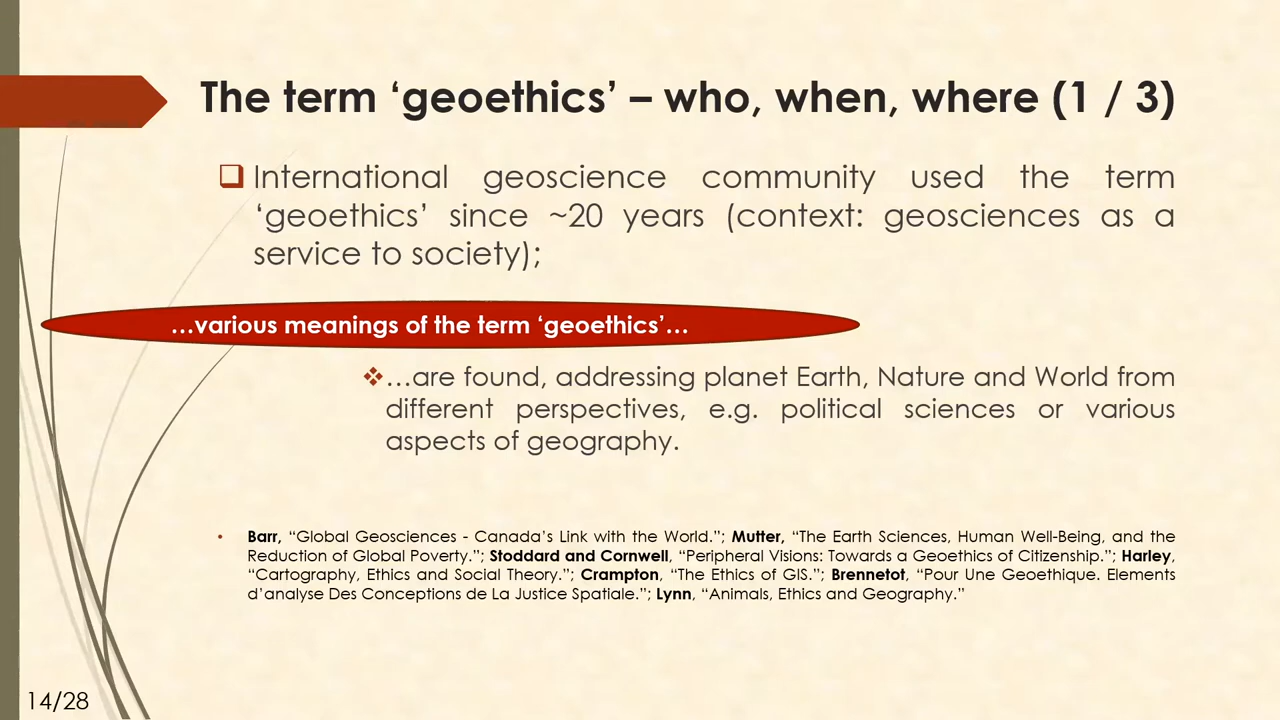 The term ‘geoethics’ – who, when, where (1 / 3)
International geoscience community used the term
‘geoethics’ since ~20 years (context: geosciences as a
service to society);
…various meanings of the term ‘geoethics’…
…are found, addressing planet Earth, Nature and World from
different perspectives, e.g. political sciences or various
aspects of geography.
Barr, “Global Geosciences - Canada’s Link with the World.”; Mutter, “The Earth Sciences, Human Well-Being, and the
Reduction of Global Poverty.”; Stoddard and Cornwell, “Peripheral Visions: Towards a Geoethics of Citizenship.”; Harley,
“Cartography, Ethics and Social Theory.”; Crampton, “The Ethics of GIS.”; Brennetot, “Pour Une Geoethique. Elements
d’analyse Des Conceptions de La Justice Spatiale.”; Lynn, “Animals, Ethics and Geography.”
14/28